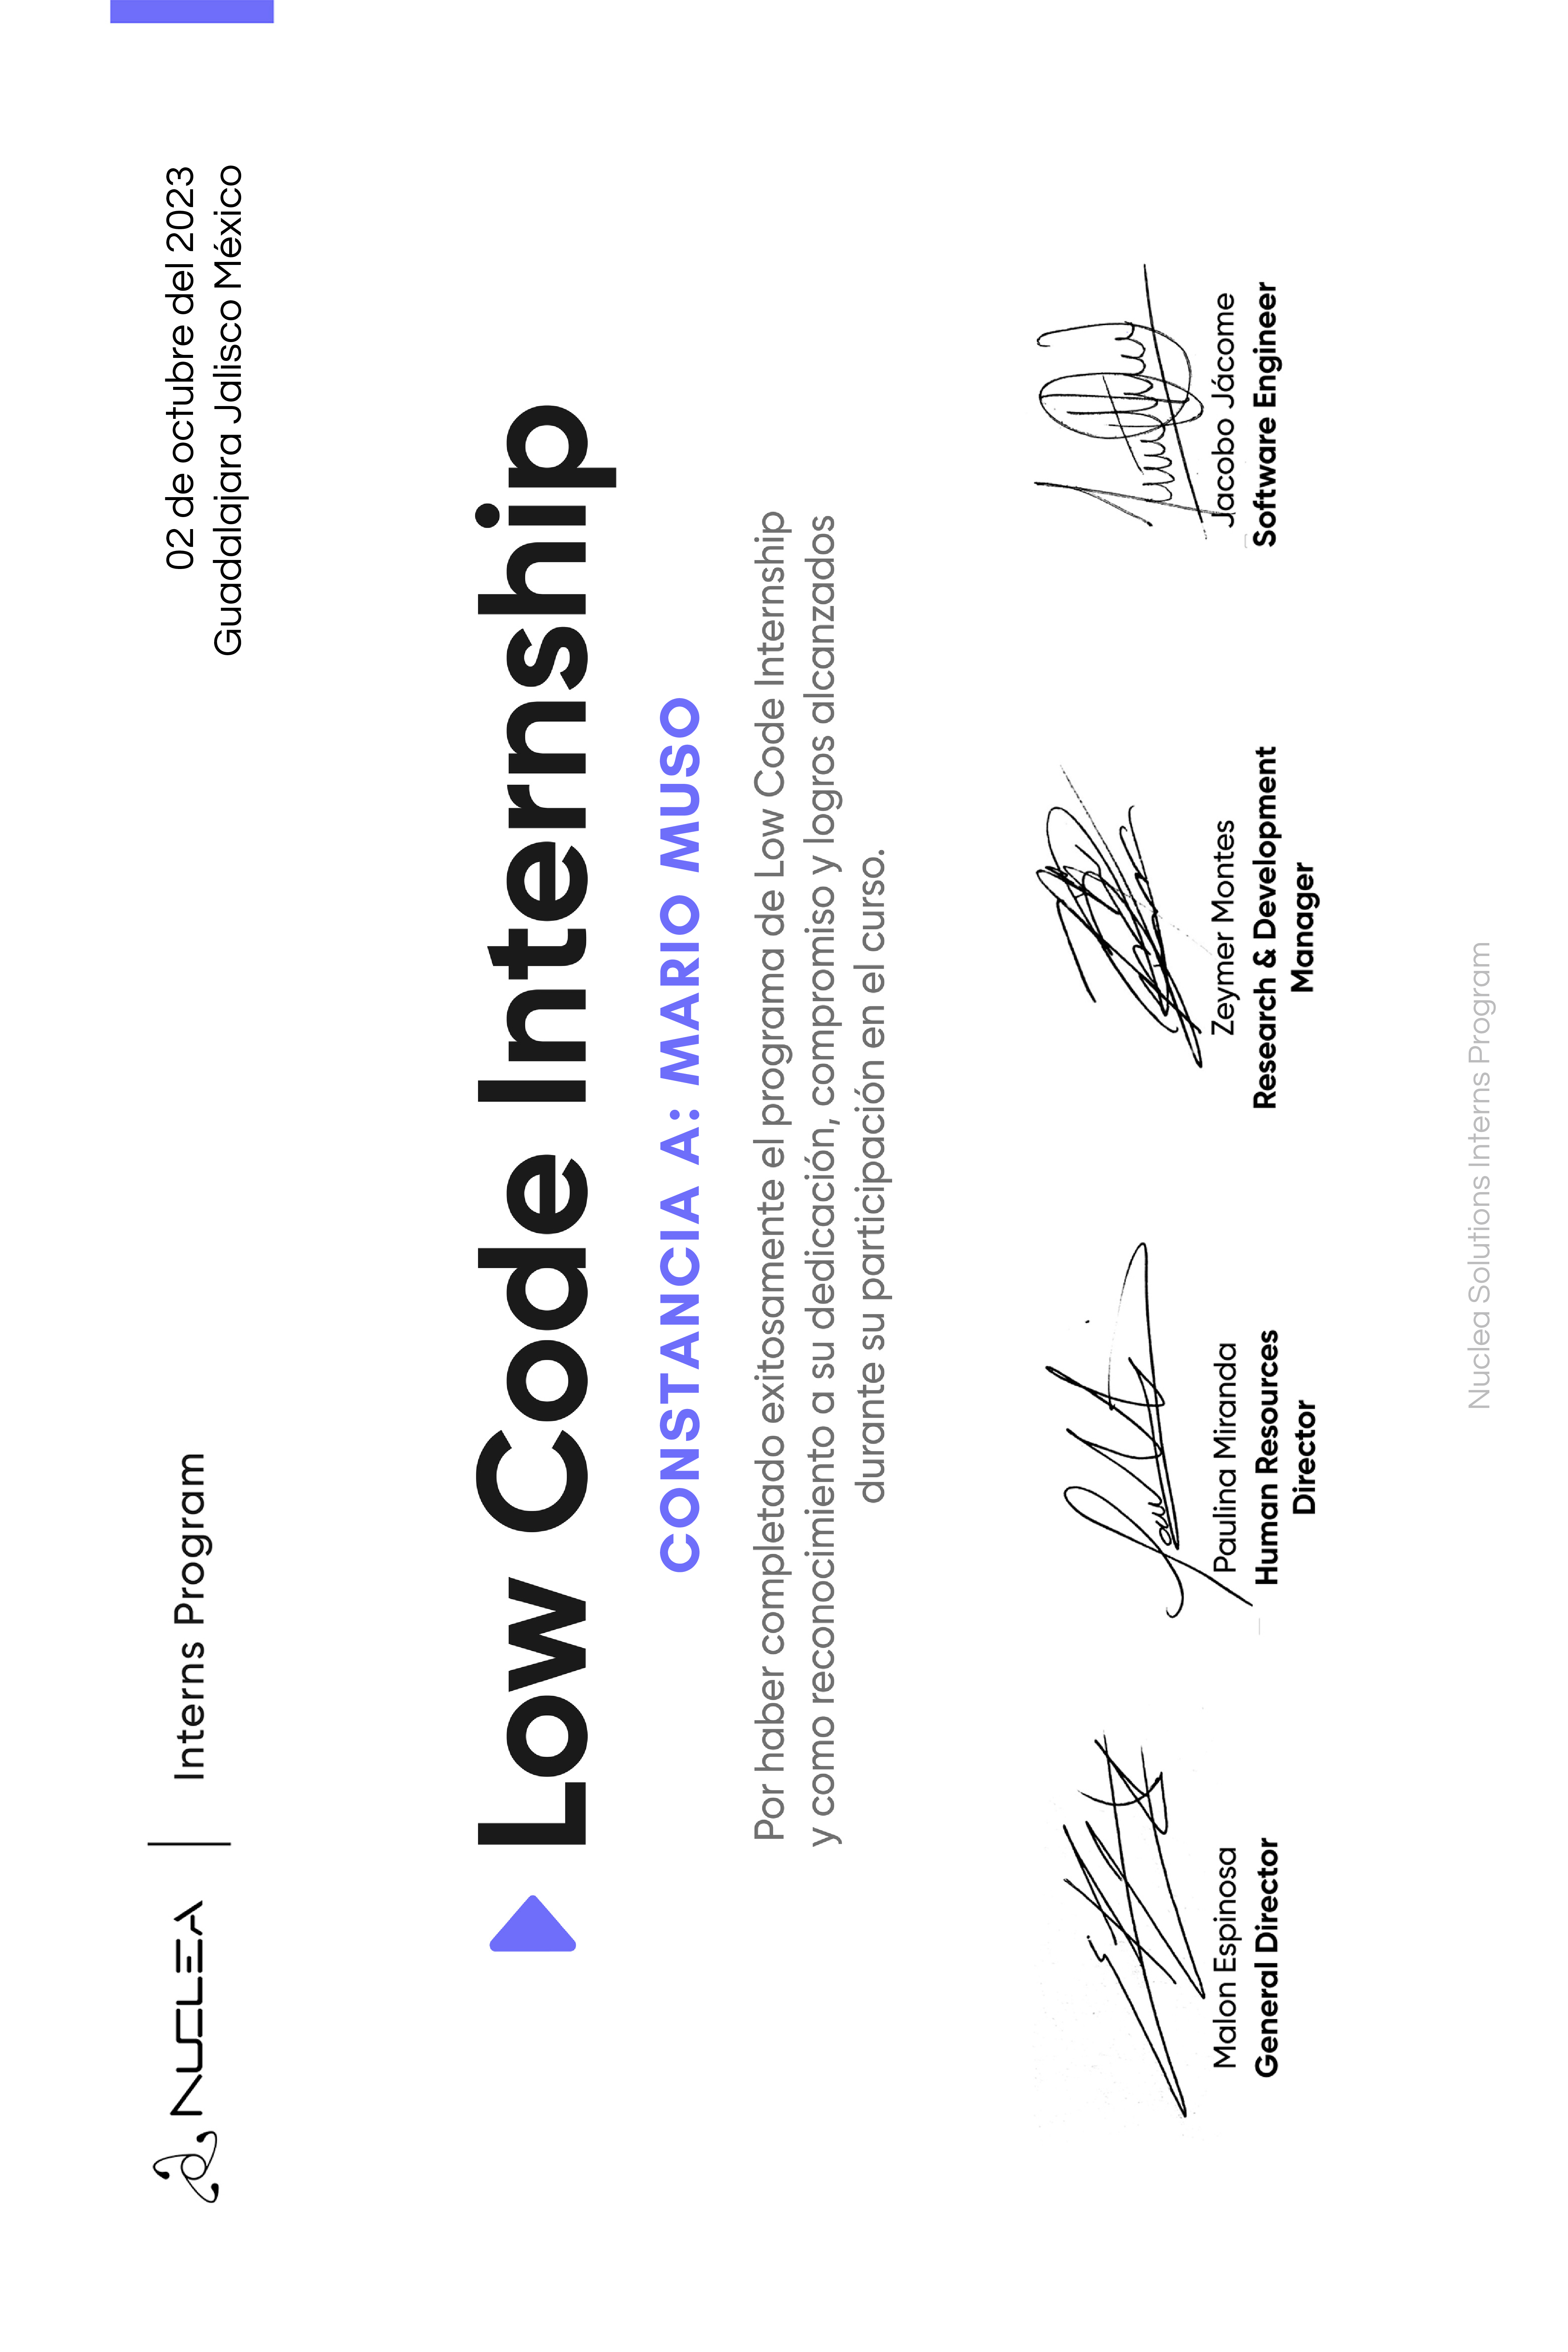 NUCLEA | Interns Program
02 de octubre del 2023
Guadalajara Jalisco México
Low Code Internship
CONSTANCIA A: MARIO MUSO
Por haber completado exitosamente el programa de Low Code Internship
y como reconocimiento a su dedicación, compromiso y logros alcanzados
durante su participación en el curso.
Malon Espinosa
General Director
Paulina Miranda
Human Resources
Director
Zeymer Montes
Research & Development
Manager
Jacobo Jácome
Software Engineer
Nuclea Solutions Interns Program